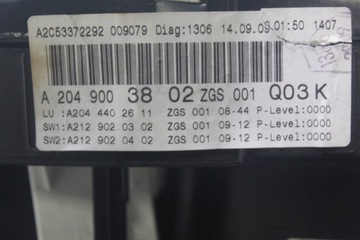 A2C53372292 009079 Diag:1306 14.09.09 01:50 1407
A 204 900 38 02 ZGS 001 Q03 K
LU :A204 440 26 11 ZGS 001 08-44 P-Level:0000
SW1:A212 902 03 02 ZGS 001 09-12 P-Level:0000
SW2:A212 902 04 02 ZGS 001 09-12 P-Level:0000